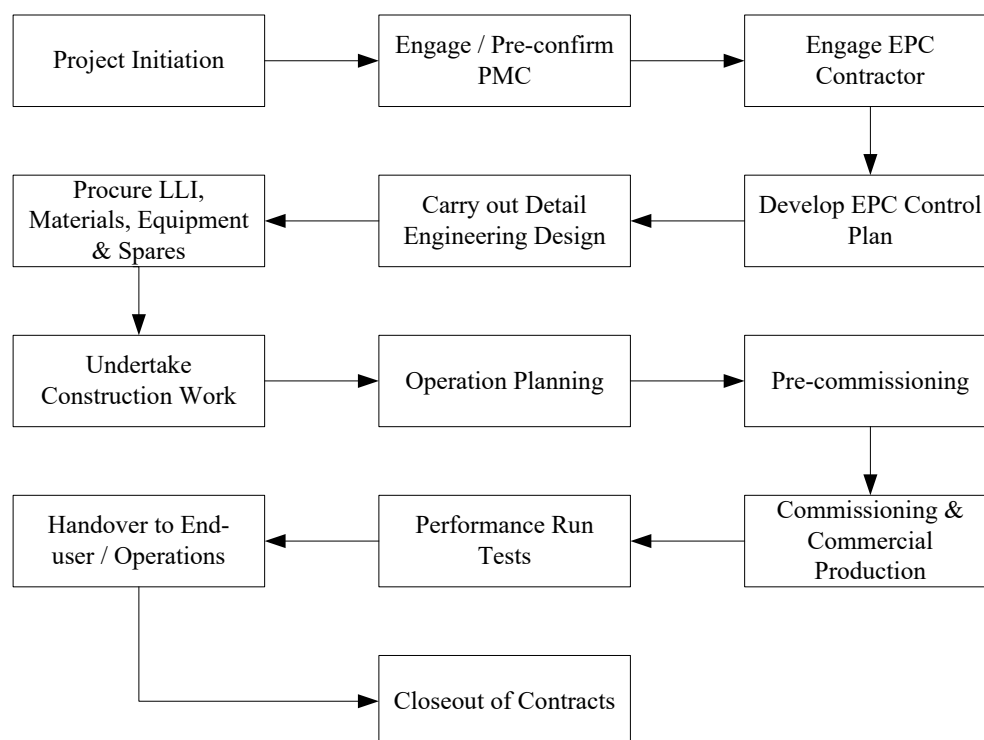 Project Initiation
Engage / Pre-confirm
PMC
Engage EPC
Contractor
Develop EPC Control
Plan
Carry out Detail
Engineering Design
Procure LLI,
Materials, Equipment
& Spares
Undertake
Construction Work
Operation Planning
Pre-commissioning
Commissioning &
Commercial
Production
Performance Run
Tests
Handover to End-
user / Operations
Closeout of Contracts